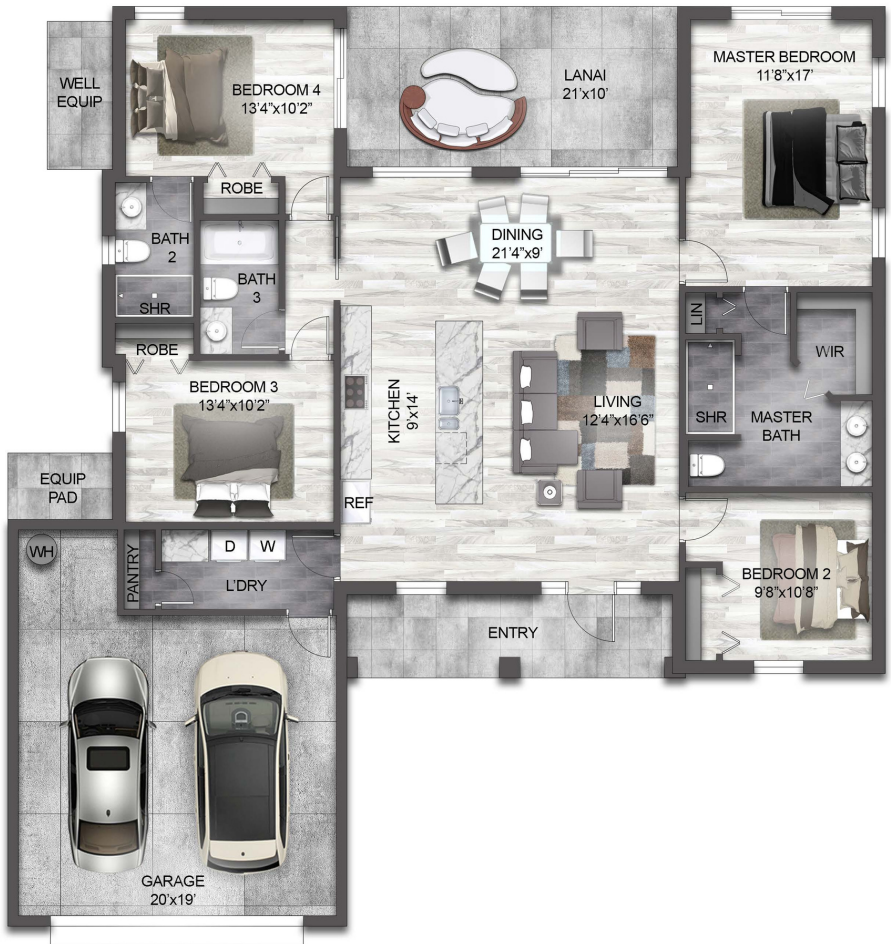 MASTER BEDROOM
11'8"x17'
LANAI
21'x10'
WELL
EQUIP
BEDROOM 4
13'4"x10'2"
ROBE
BATH
2
DINING
21'4"x9'
BATH
3
SHR
LIN
ROBE
WIR
BEDROOM 3
13'4"x10'2"
KITCHEN
9'x14'
LIVING
12'4"x16'6"
SHR
MASTER
BATH
EQUIP
PAD
REF
WH
D
W
PANTRY
L'DRY
BEDROOM 2
9'8"x10'8"
ENTRY
GARAGE
20'x19'